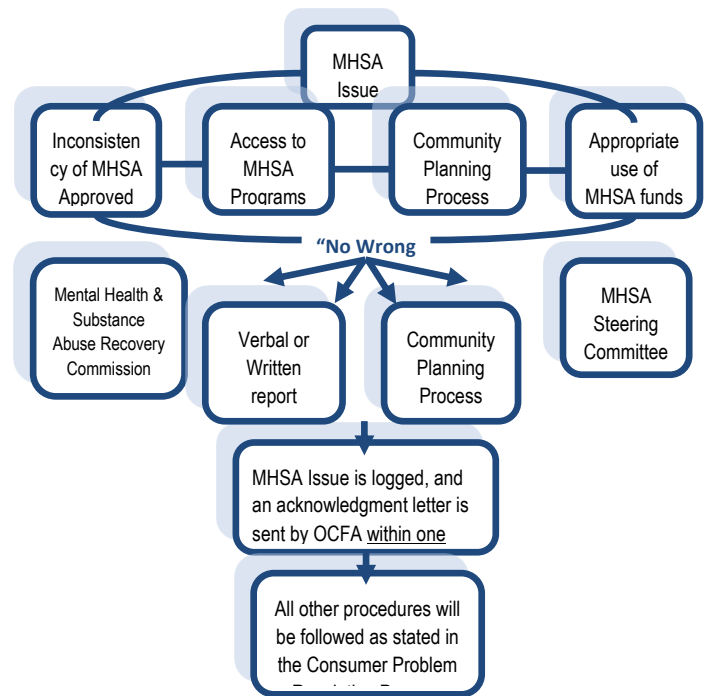 MHSA
Issue
Inconsisten
cy of MHSA
Approved
Access to
MHSA
Programs
Community
Planning
Process
Appropriate
use of
MHSA funds
“No Wrong
Mental Health &
Substance
Abuse Recovery
Commission
Verbal or
Written
report
Community
Planning
Process
MHSA
Steering
Committee
MHSA Issue is logged, and
an acknowledgment letter is
sent by OCFA within one
All other procedures will
be followed as stated in
the Consumer Problem